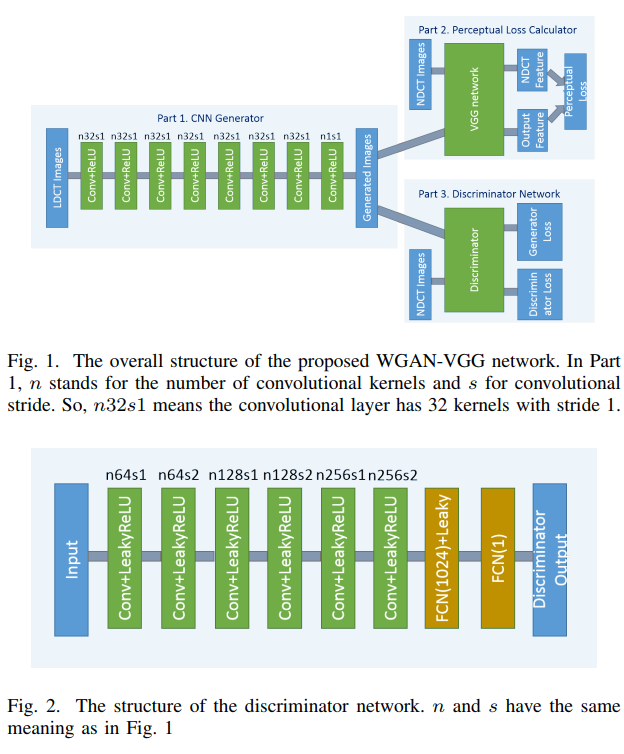 Part 2. Perceptual Loss Calculator
NDCT Images
VGG network
NDCT
Feature
Output
Feature
Perceptual
Loss
Part 1. CNN Generator
n32s1 n32s1 n32s1 n32s1 n32s1 n32s1 n32s1 n1s1
LDCT Images
Conv+ReLU
Conv+ReLU
Conv+ReLU
Conv+ReLU
Conv+ReLU
Conv+ReLU
Conv+ReLU
Conv+ReLU
Generated Images
Part 3. Discriminator Network
NDCT Images
Discriminator
Generator
Loss
Discrimin
ator Loss
Fig. 1. The overall structure of the proposed WGAN-VGG network. In Part
1, n stands for the number of convolutional kernels and s for convolutional
stride. So, n32s1 means the convolutional layer has 32 kernels with stride 1.
n64s1 n64s2 n128s1 n128s2 n256s1 n256s2
Input
Conv+LeakyReLU
Conv+LeakyReLU
Conv+LeakyReLU
Conv+LeakyReLU
Conv+LeakyReLU
Conv+LeakyReLU
FCN(1024)+Leaky
FCN(1)
Discriminator
Output
Fig. 2. The structure of the discriminator network. n and s have the same
meaning as in Fig. 1